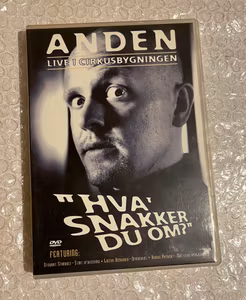 ANDEN
LIVE I CIRKUSBYGNINGEN
"HVA'
SNAKKER
DU OM?"
FEATURING:
DVD